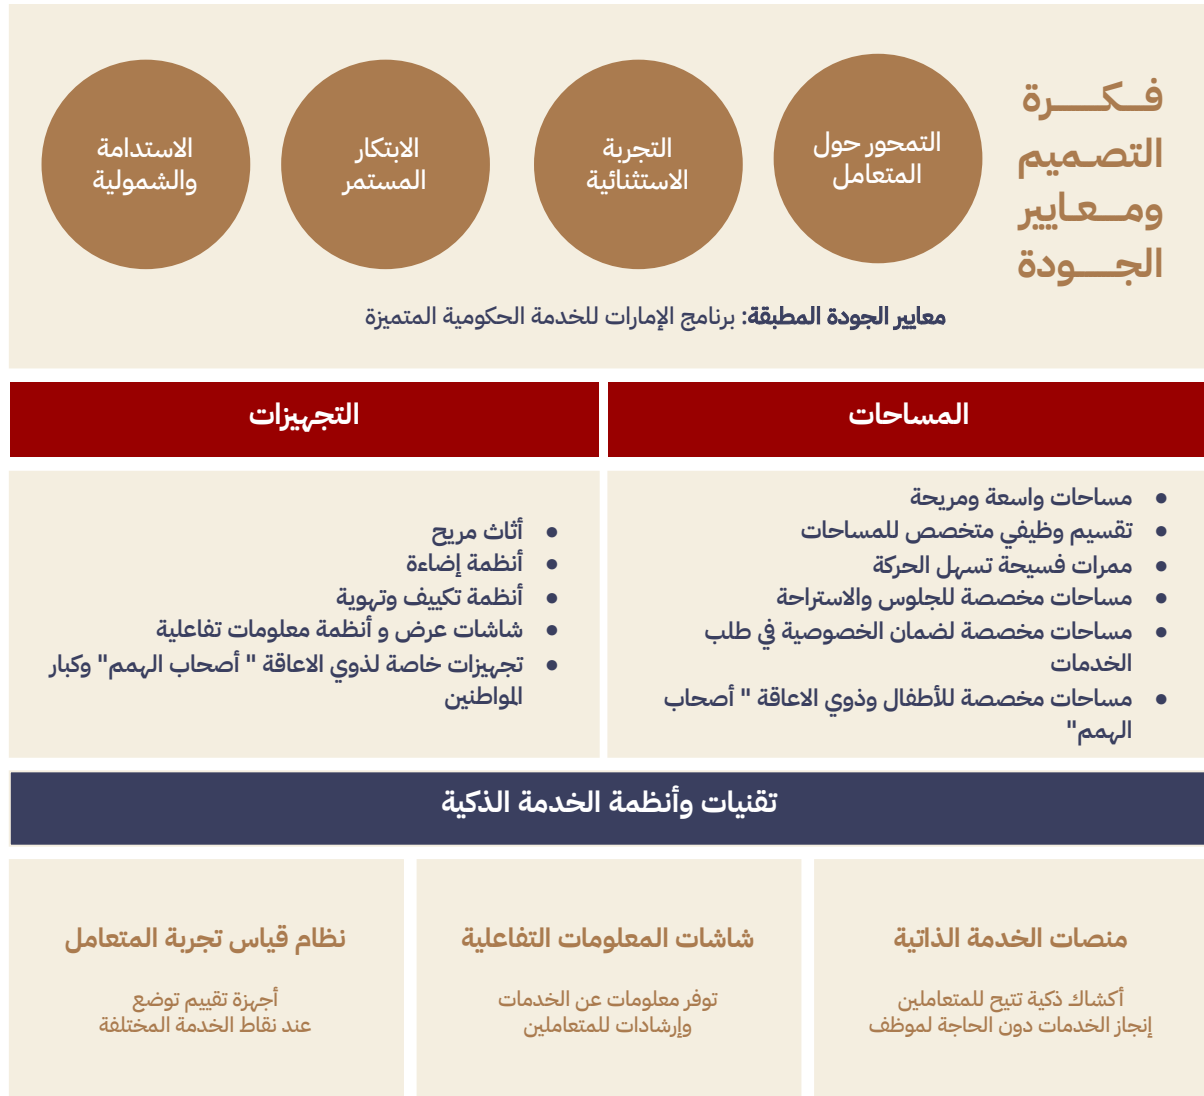 فــكـــــرة
التصـميم
ومــعـايير
الجـــــودة
التمحور حول
المتعامل
التجربة
الاستثنائية
الابتكار
المستمر
الاستدامة
والشمولية
معايير الجودة المطبقة: برنامج الإمارات للخدمة الحكومية المتميزة
المساحات
● مساحات واسعة ومريحة
● تقسيم وظيفي متخصص للمساحات
● ممرات فسيحة تسهل الحركة
● مساحات مخصصة للجلوس والاستراحة
● مساحات مخصصة لضمان الخصوصية في طلب
الخدمات
● مساحات مخصصة للأطفال وذوي الاعاقة " أصحاب
الهمم"
التجهيزات
● أثاث مريح
● أنظمة إضاءة
● أنظمة تكييف وتهوية
● شاشات عرض و أنظمة معلومات تفاعلية
● تجهيزات خاصة لذوي الاعاقة " أصحاب الهمم" وكبار
المواطنين
تقنيات وأنظمة الخدمة الذكية
منصات الخدمة الذاتية
أكشاك ذكية تتيح للمتعاملين
إنجاز الخدمات دون الحاجة لموظف
شاشات المعلومات التفاعلية
توفر معلومات عن الخدمات
وإرشادات للمتعاملين
نظام قياس تجربة المتعامل
أجهزة تقييم توضع
عند نقاط الخدمة المختلفة